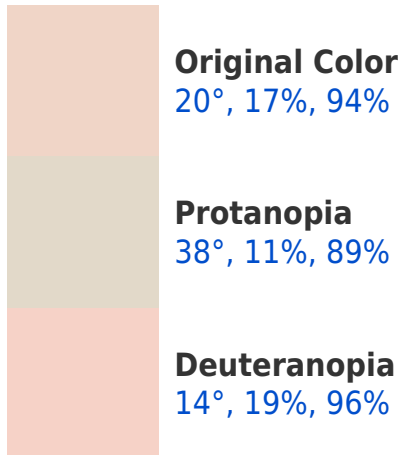 Original Color
20°, 17%, 94%
Protanopia
38°, 11%, 89%
Deuteranopia
14°, 19%, 96%